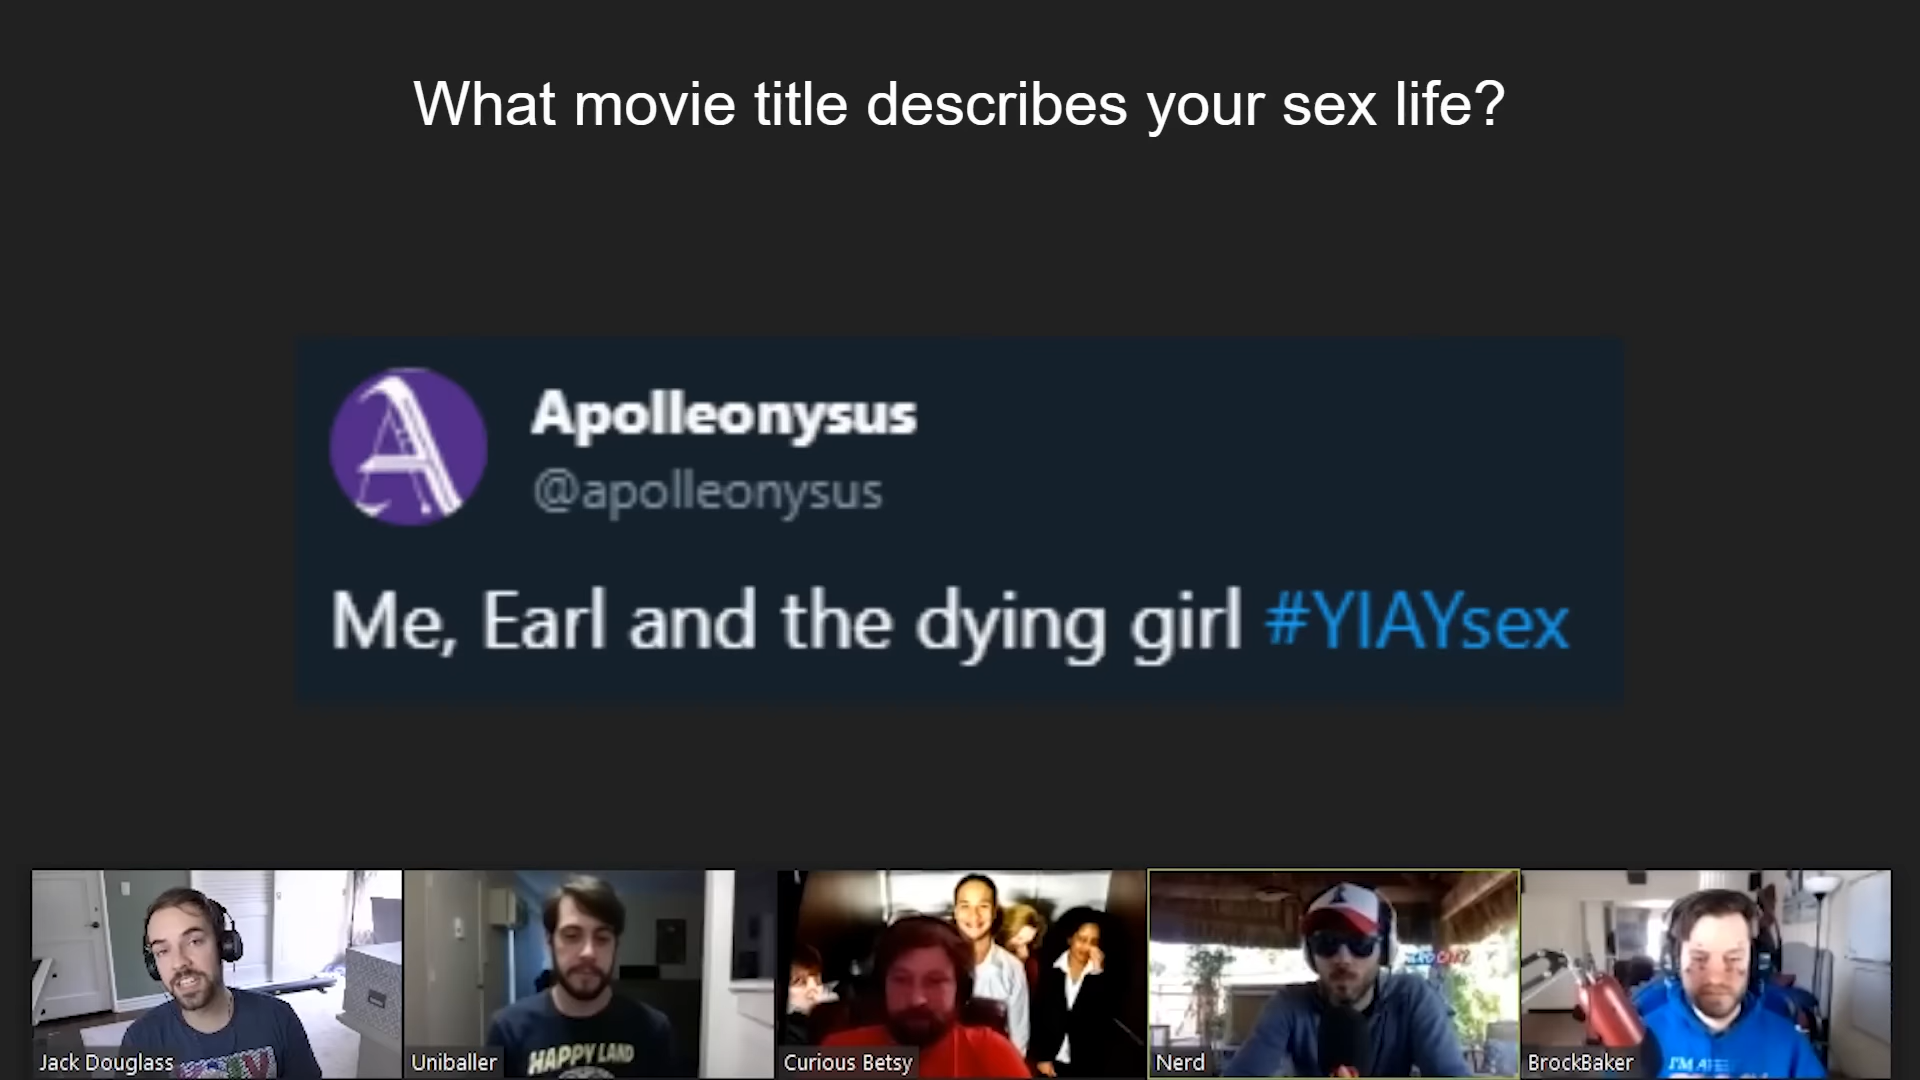 What movie title describes your sex life?
Apolleonysus
@apolleonysus
Me, Earl and the dying girl #YIAYsex
HAPPY LAND
I'M A
Jack Douglass
Uniballer
Curious Betsy
Nerd
BrockBaker